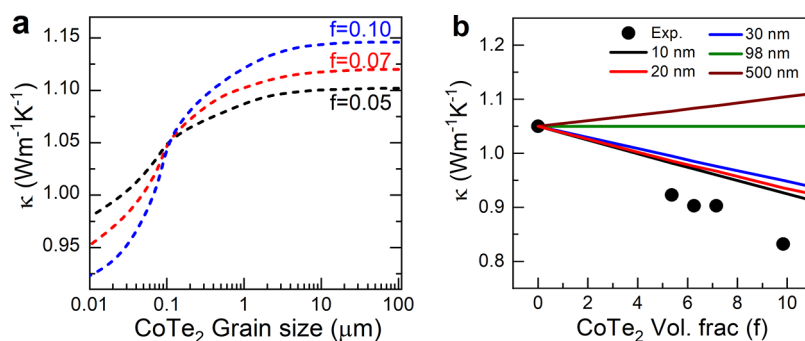 a
f=0.10
f=0.07
f=0.05
1.15
1.10
1.05
1.00
0.95
κ (Wm⁻¹K⁻¹)
0.01 0.1 1 10 100
CoTe₂ Grain size (μm)
b
Exp.
10 nm
20 nm
30 nm
98 nm
500 nm
1.2
1.1
1.0
0.9
0.8
κ (Wm⁻¹K⁻¹)
0 2 4 6 8 10
CoTe₂ Vol. frac (f)